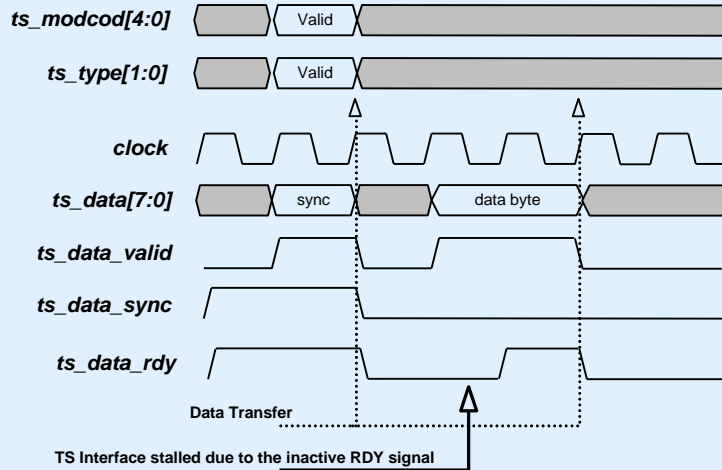 ts_modcod[4:0]
Valid
ts_type[1:0]
Valid
clock
ts_data[7:0]
sync
data byte
ts_data_valid
ts_data_sync
ts_data_rdy
Data Transfer
TS Interface stalled due to the inactive RDY signal